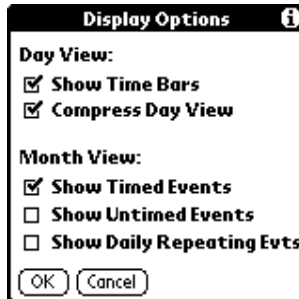 Display Options
Day View:
Show Time Bars
Compress Day View
Month View:
Show Timed Events
Show Untimed Events
Show Daily Repeating Evts
OK Cancel